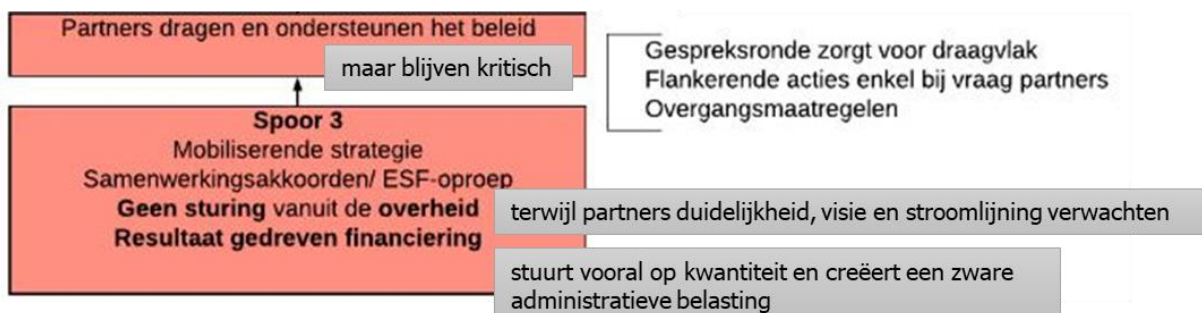 Partners dragen en ondersteunen het beleid
maar blijven kritisch
Gespreksronde zorgt voor draagvlak
Flankerende acties enkel bij vraag partners
Overgangsmaatregelen
Spoor 3
Mobiliserende strategie
Samenwerkingsakkoorden/ ESF-oproep
Geen sturing vanuit de overheid
terwijl partners duidelijkheid, visie en stroomlijning verwachten
Resultaat gedreven financiering
stuurt vooral op kwantiteit en creëert een zware
administratieve belasting